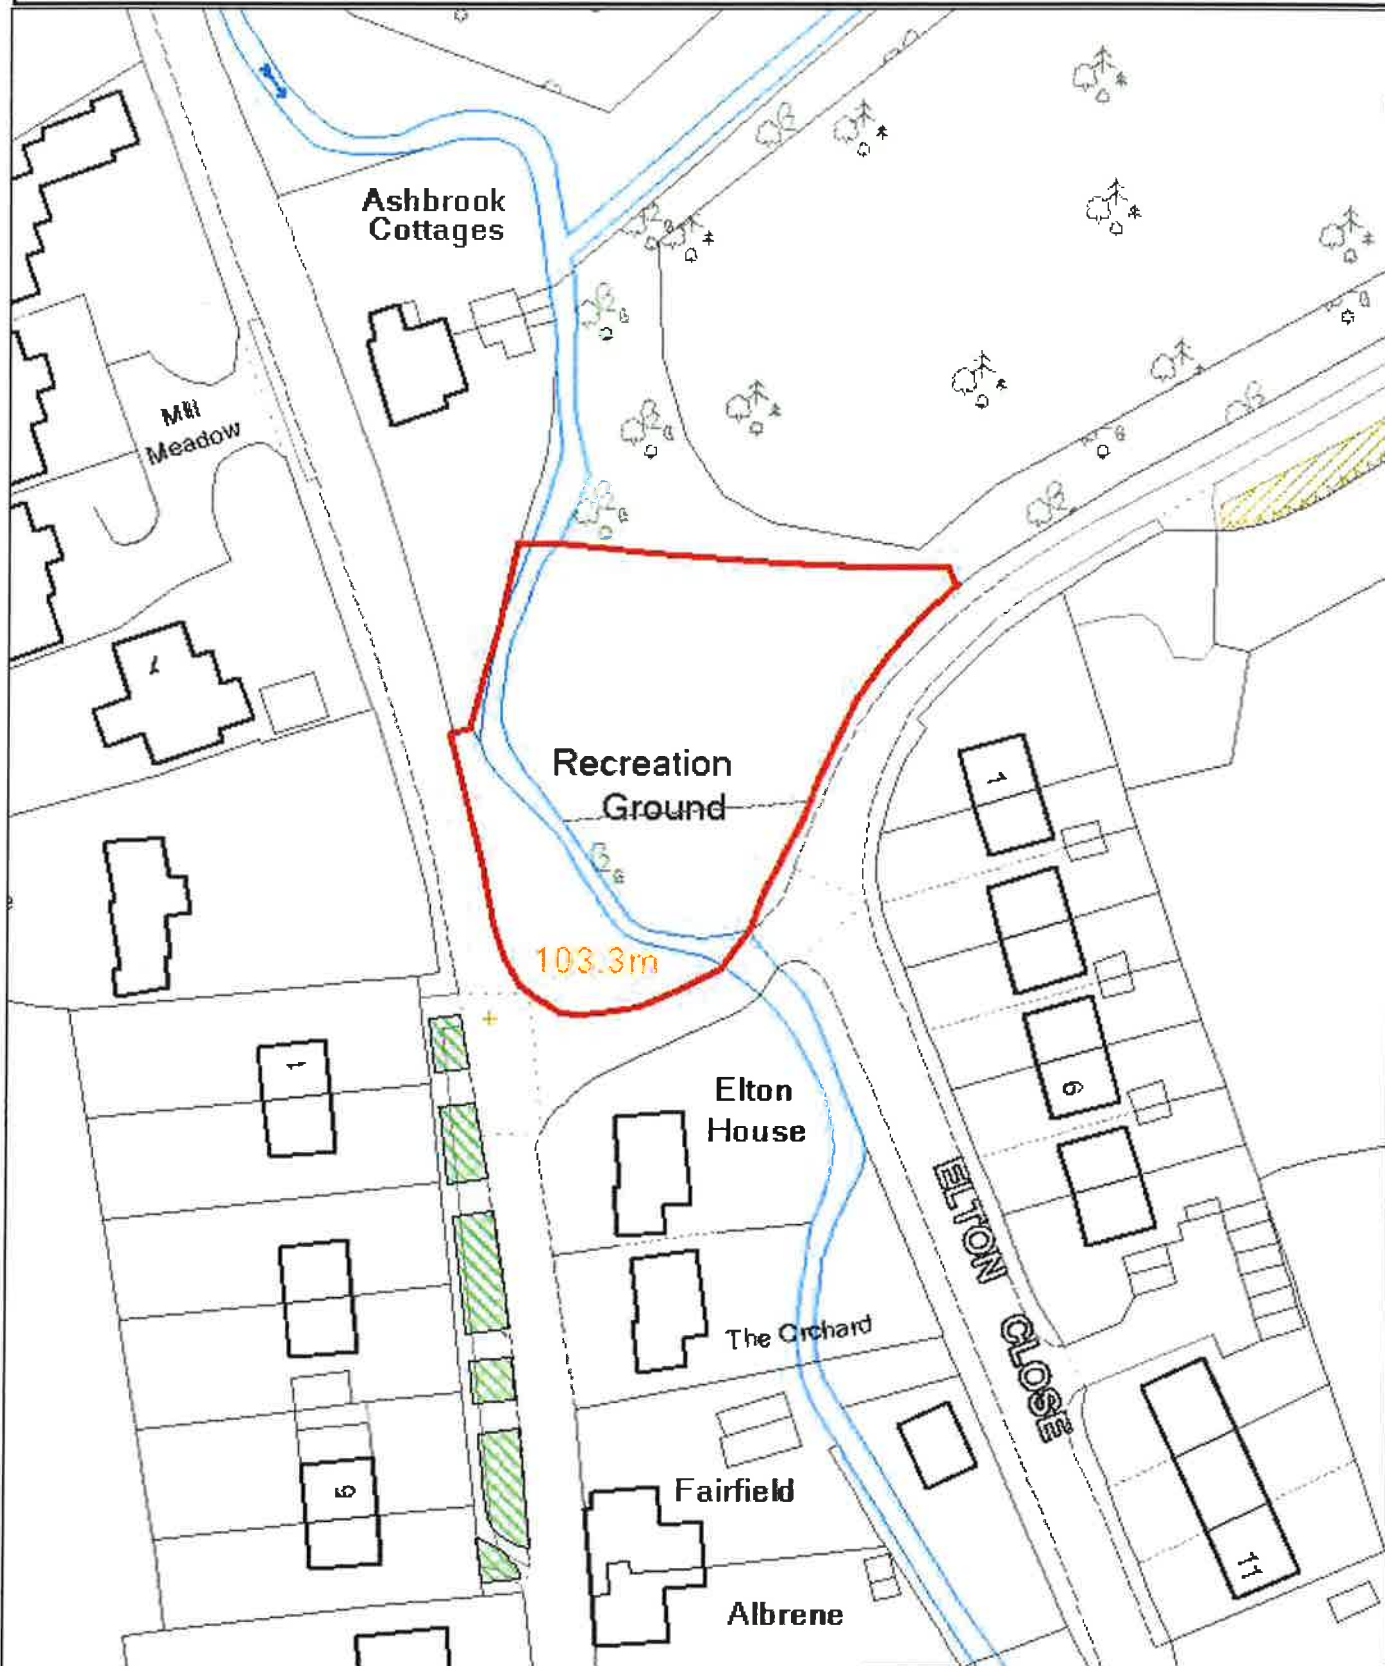 Ashbrook
Cottages
Mill
Meadow
1
Recreation
Ground
1
103.3m
1
Elton
House
6
ELTON CLOSE
The Orchard
Fairfield
5
11
Albrene